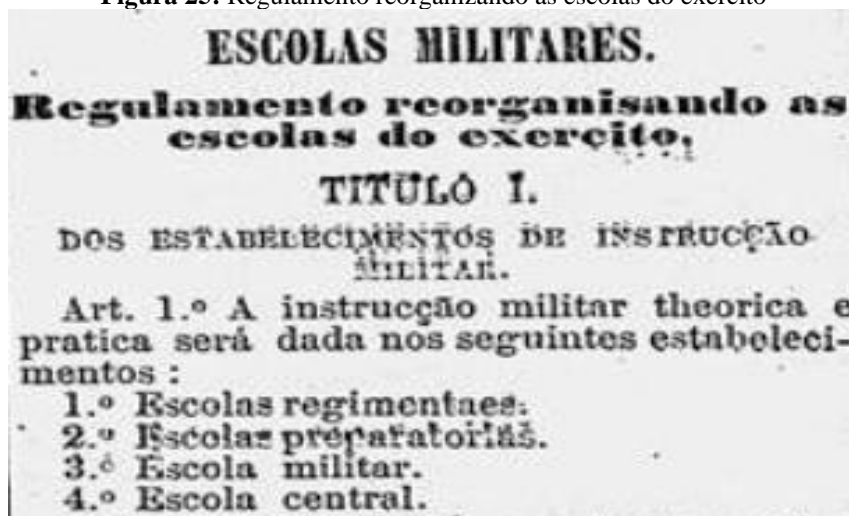 Figura 25: Regulamento reorganizando as escolas do exército
ESCOLAS MILITARES.
Regulamento reorganisando as
escolas do exercito,
TITULO I.
DOS ESTABELECIMENTOS DE INSTRUCÇÃO
MILITAR.
Art. 1.º A instrucção militar theorica e
pratica será dada nos seguintes estabeleci-
mentos :
1.º Escolas regimentaes.
2.º Escolas preparatorias.
3.º Escola militar.
4.º Escola central.